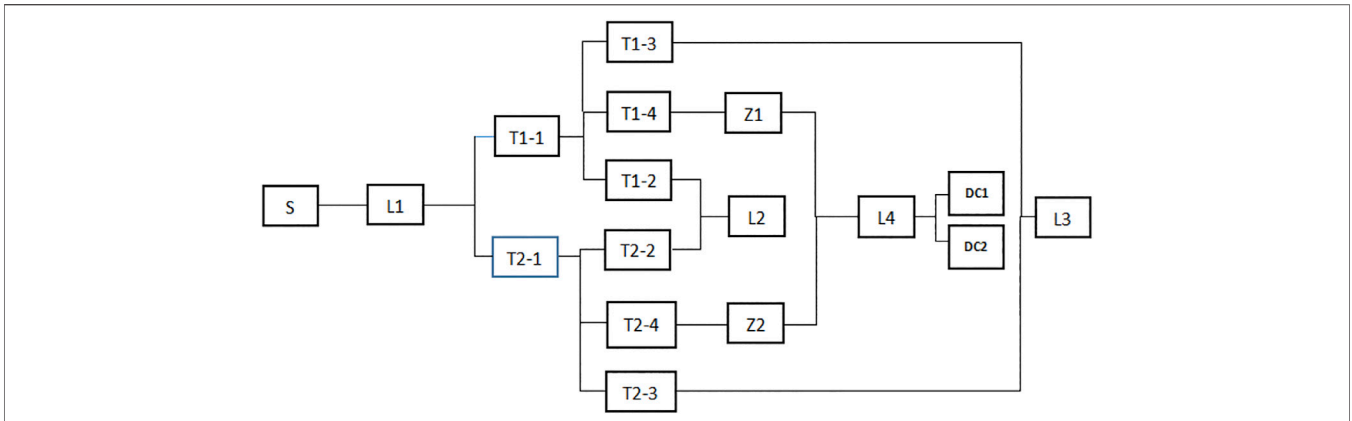 T1-3
T1-4
Z1
T1-1
T1-2
DC1
S
L1
L2
L4
L3
T2-2
DC2
T2-1
T2-4
Z2
T2-3